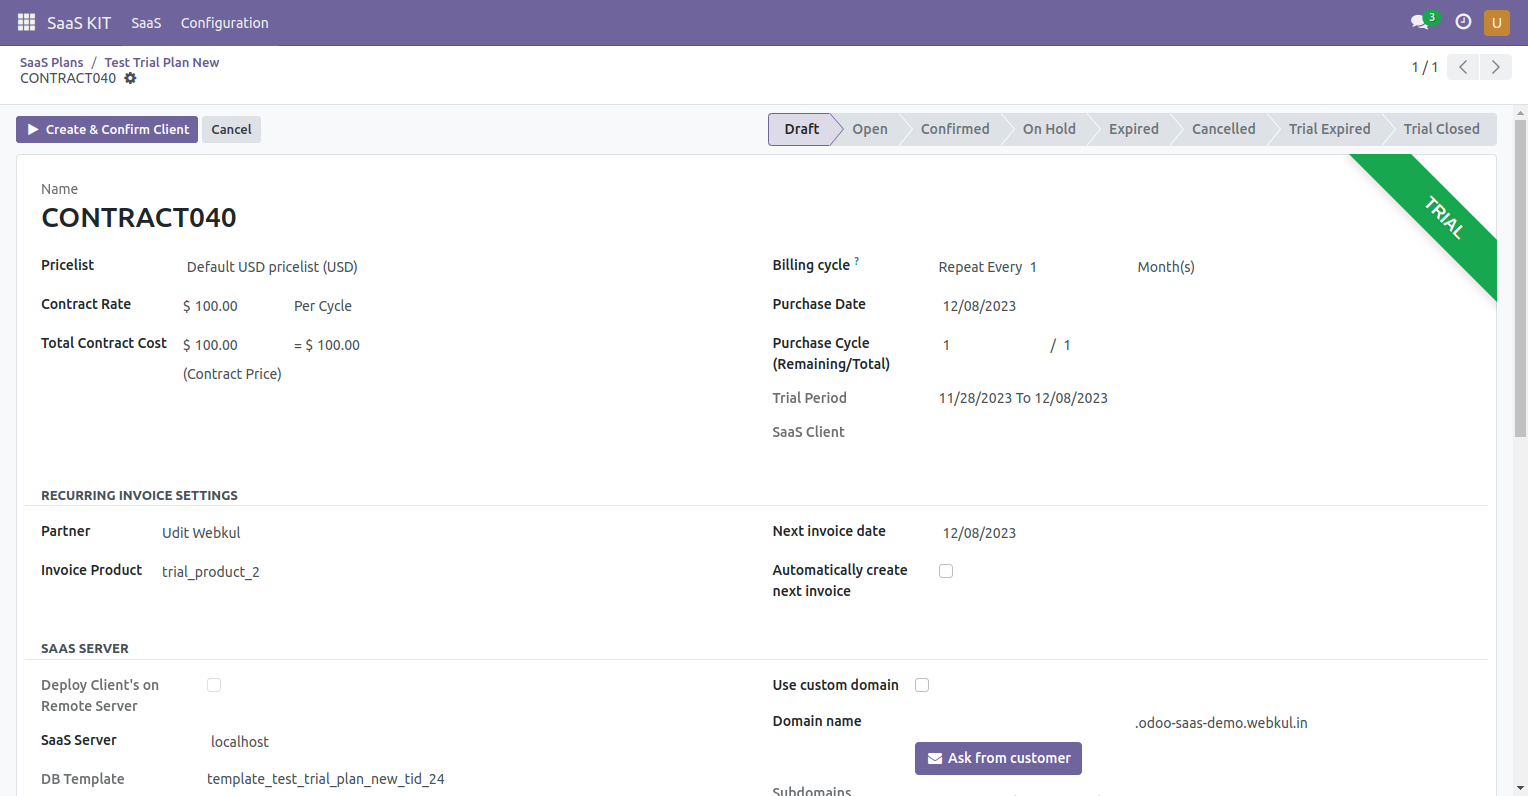 SaaS KIT SaaS Configuration 3 U
SaaS Plans / Test Trial Plan New
CONTRACT040
1 / 1
Create & Confirm Client Cancel
Draft Open Confirmed On Hold Expired Cancelled Trial Expired Trial Closed
TRIAL
Name
CONTRACT040
Pricelist Default USD pricelist (USD)
Contract Rate $ 100.00 Per Cycle
Total Contract Cost $ 100.00 = $ 100.00
(Contract Price)
Billing cycle ? Repeat Every 1 Month(s)
Purchase Date 12/08/2023
Purchase Cycle 1 / 1
(Remaining/Total)
Trial Period 11/28/2023 To 12/08/2023
SaaS Client
RECURRING INVOICE SETTINGS
Partner Udit Webkul
Invoice Product trial_product_2
Next invoice date 12/08/2023
Automatically create
next invoice
SAAS SERVER
Deploy Client's on
Remote Server
SaaS Server localhost
DB Template template_test_trial_plan_new_tid_24
Use custom domain
Domain name .odoo-saas-demo.webkul.in
Ask from customer
Subdomains